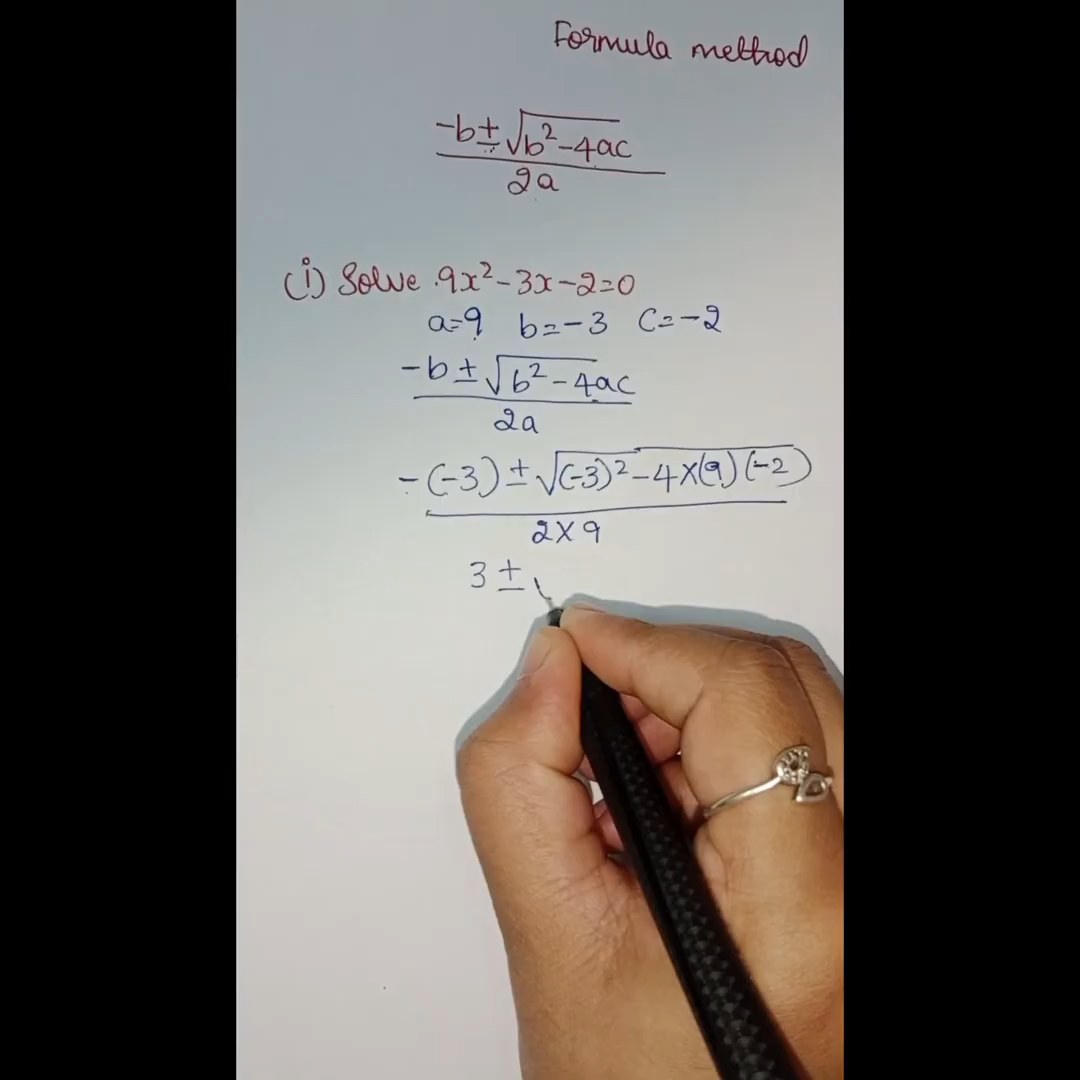 Formula method
-b ± √b² - 4ac
2a
(i) Solve 9x² - 3x - 2 = 0
a=9 b=-3 C=-2
-b ± √b² - 4ac
2a
-(-3) ± √(-3)² - 4×(9)(-2)
2×9
3 ±